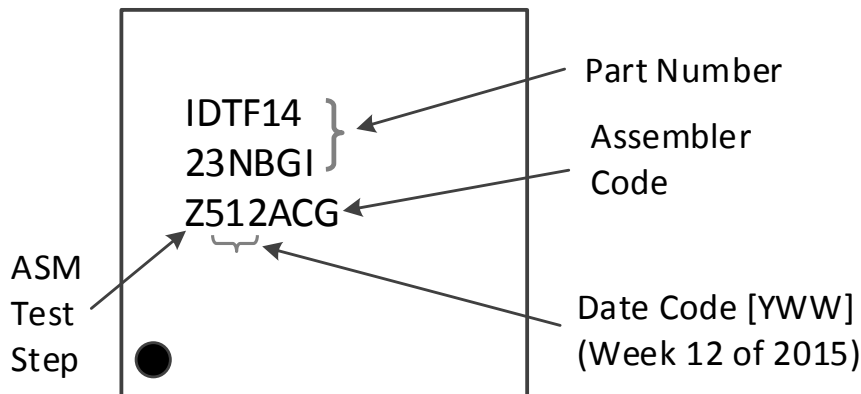 IDTF14
23NBGI
Z512ACG
Part Number
Assembler
Code
ASM
Test
Step
Date Code [YWW]
(Week 12 of 2015)